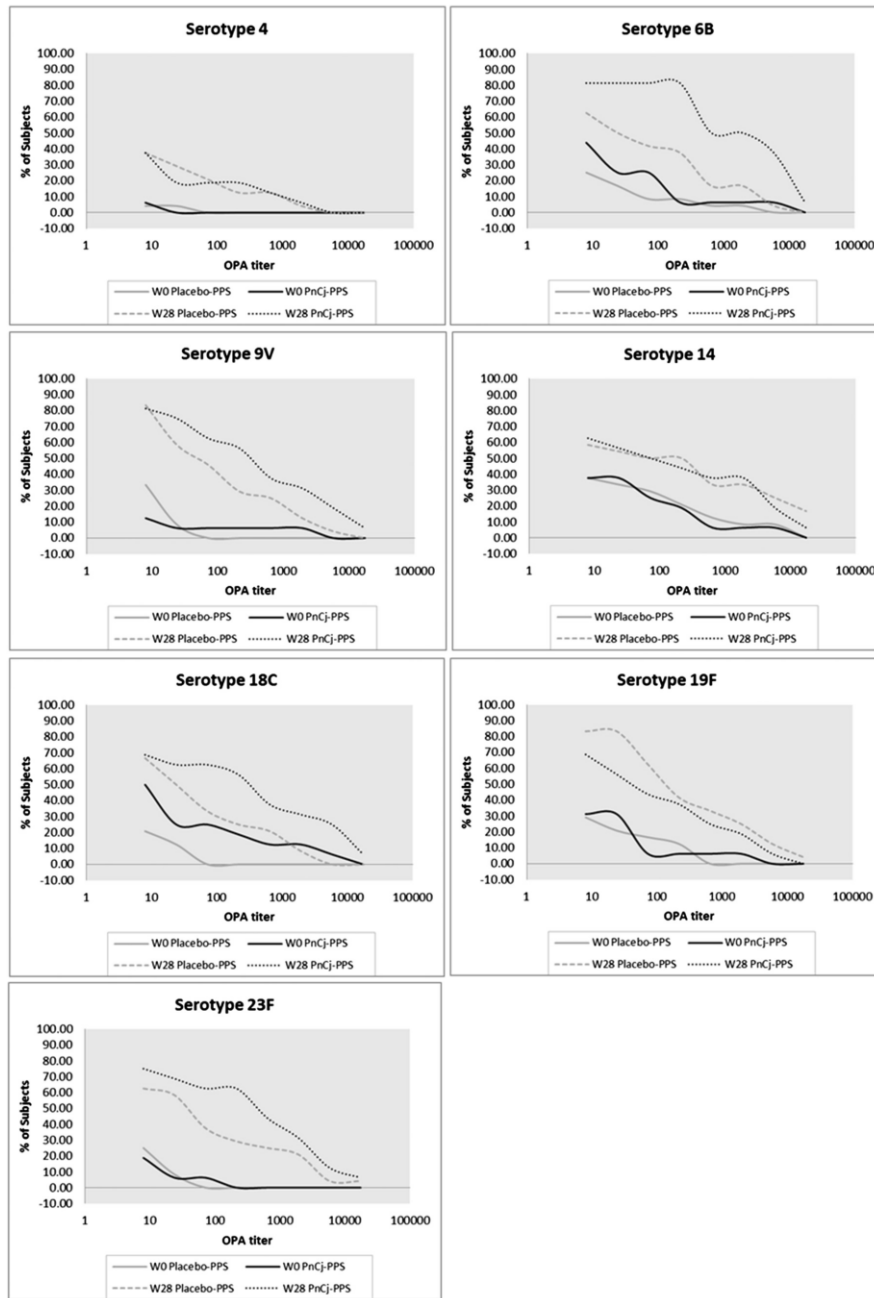 Serotype 4
100.00
90.00
80.00
70.00
60.00
50.00
40.00
30.00
20.00
10.00
0.00
-10.00
% of Subjects
1 10 100 1000 10000 100000
OPA titer
W0 Placebo-PPS W0 PnCj-PPS
W28 Placebo-PPS W28 PnCj-PPS
Serotype 6B
100.00
90.00
80.00
70.00
60.00
50.00
40.00
30.00
20.00
10.00
0.00
-10.00
% of Subjects
1 10 100 1000 10000 100000
OPA titer
W0 Placebo-PPS W0 PnCj-PPS
W28 Placebo-PPS W28 PnCj-PPS
Serotype 9V
100.00
90.00
80.00
70.00
60.00
50.00
40.00
30.00
20.00
10.00
0.00
-10.00
% of Subjects
1 10 100 1000 10000 100000
OPA titer
W0 Placebo-PPS W0 PnCj-PPS
W28 Placebo-PPS W28 PnCj-PPS
Serotype 14
100.00
90.00
80.00
70.00
60.00
50.00
40.00
30.00
20.00
10.00
0.00
-10.00
% of Subjects
1 10 100 1000 10000 100000
OPA titer
W0 Placebo-PPS W0 PnCj-PPS
W28 Placebo-PPS W28 PnCj-PPS
Serotype 18C
100.00
90.00
80.00
70.00
60.00
50.00
40.00
30.00
20.00
10.00
0.00
-10.00
% of Subjects
1 10 100 1000 10000 100000
OPA titer
W0 Placebo-PPS W0 PnCj-PPS
W28 Placebo-PPS W28 PnCj-PPS
Serotype 19F
100.00
90.00
80.00
70.00
60.00
50.00
40.00
30.00
20.00
10.00
0.00
-10.00
% of Subjects
1 10 100 1000 10000 100000
OPA titer
W0 Placebo-PPS W0 PnCj-PPS
W28 Placebo-PPS W28 PnCj-PPS
Serotype 23F
100.00
90.00
80.00
70.00
60.00
50.00
40.00
30.00
20.00
10.00
0.00
-10.00
% of Subjects
1 10 100 1000 10000 100000
OPA titer
W0 Placebo-PPS W0 PnCj-PPS
W28 Placebo-PPS W28 PnCj-PPS